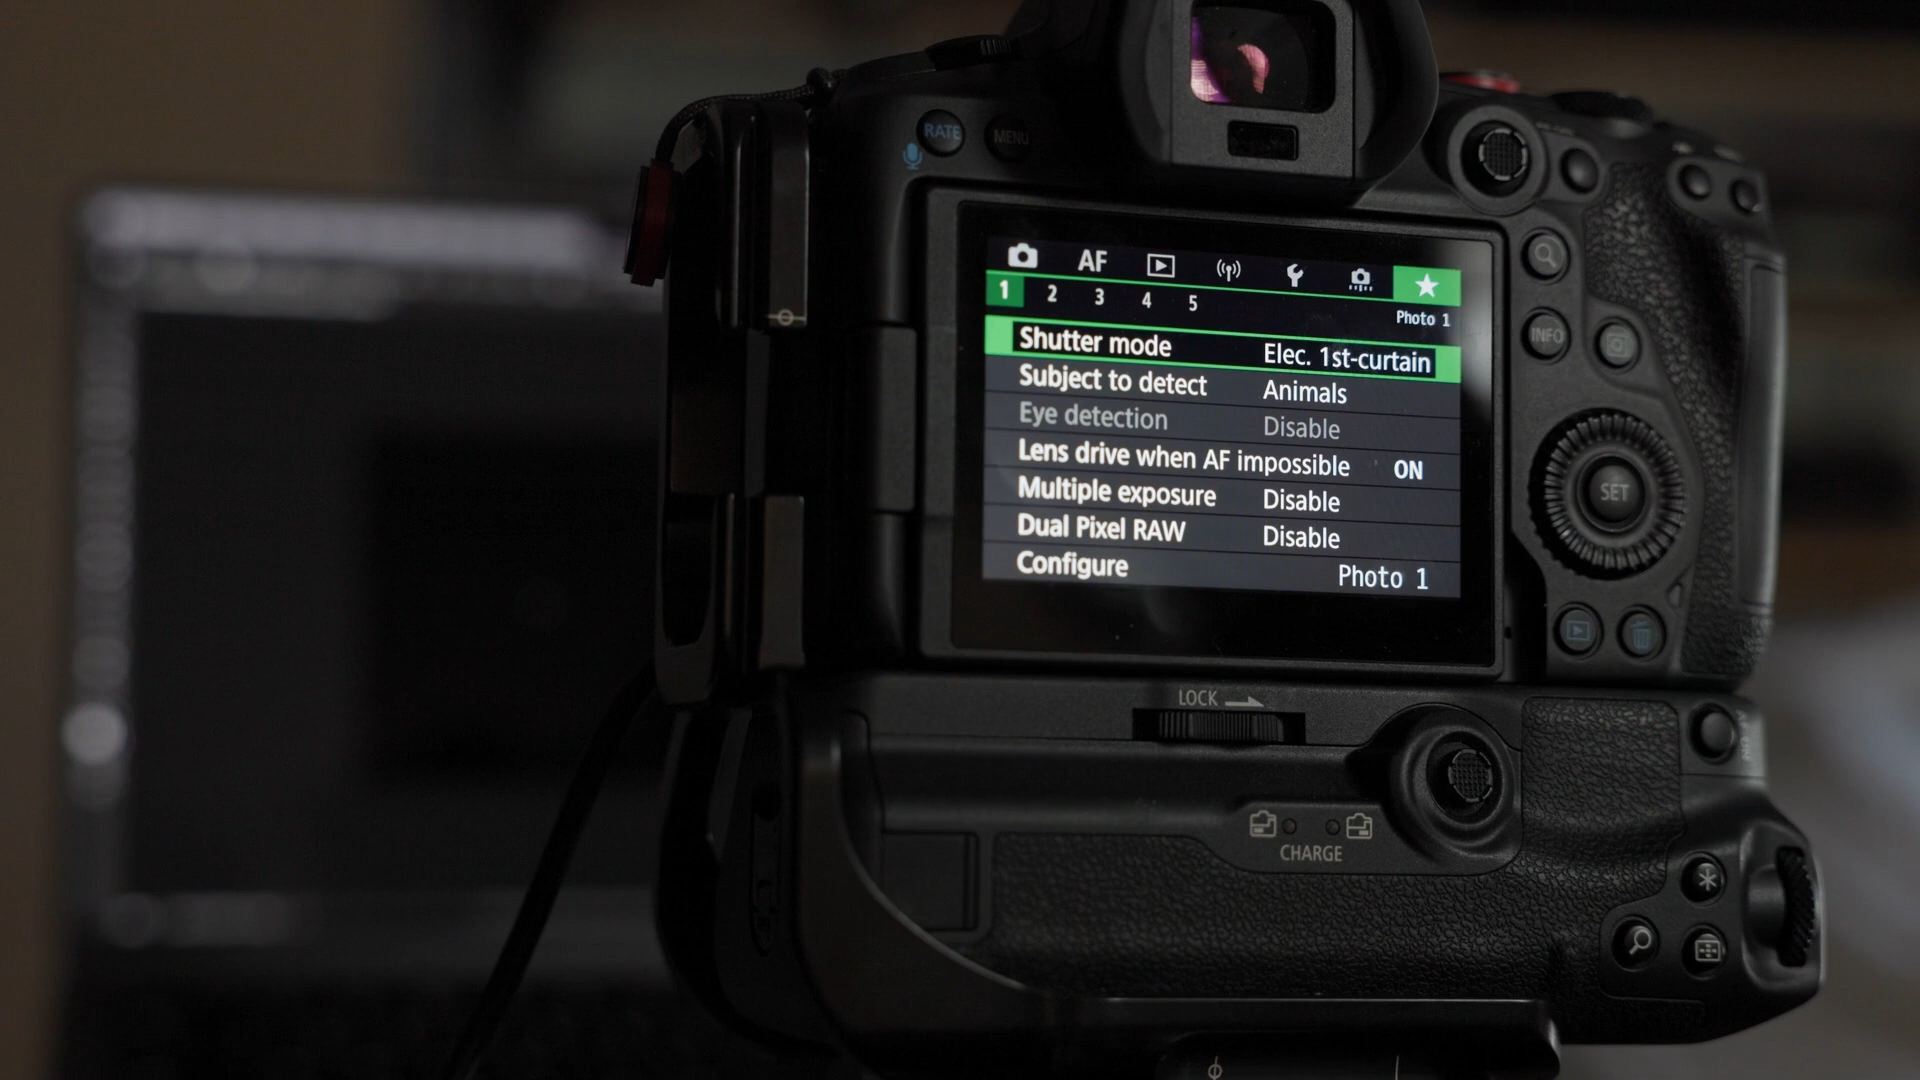 RATE
MENU
AF
1 2 3 4 5
Photo 1
Shutter mode Elec. 1st-curtain
Subject to detect Animals
Eye detection Disable
Lens drive when AF impossible ON
Multiple exposure Disable
Dual Pixel RAW Disable
Configure Photo 1
INFO
SET
LOCK
CHARGE